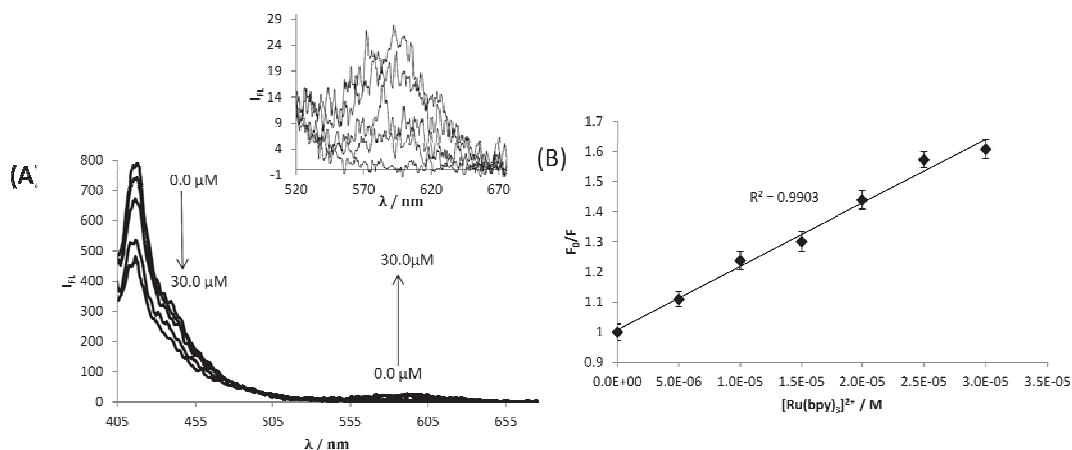 29
24
19
14
9
4
-1
I_FL
520
570
620
670
λ / nm
(A)
800
700
600
500
400
300
200
100
0
I_FL
0.0 μM
30.0 μM
30.0μM
0.0 μM
405
455
505
555
605
655
λ / nm
(B)
1.7
1.6
1.5
1.4
1.3
1.2
1.1
1
0.9
F₀/F
R² = 0.9903
0.0E+00
5.0E-06
1.0E-05
1.5E-05
2.0E-05
2.5E-05
3.0E-05
3.5E-05
[Ru(bpy)₃]²⁺ / M